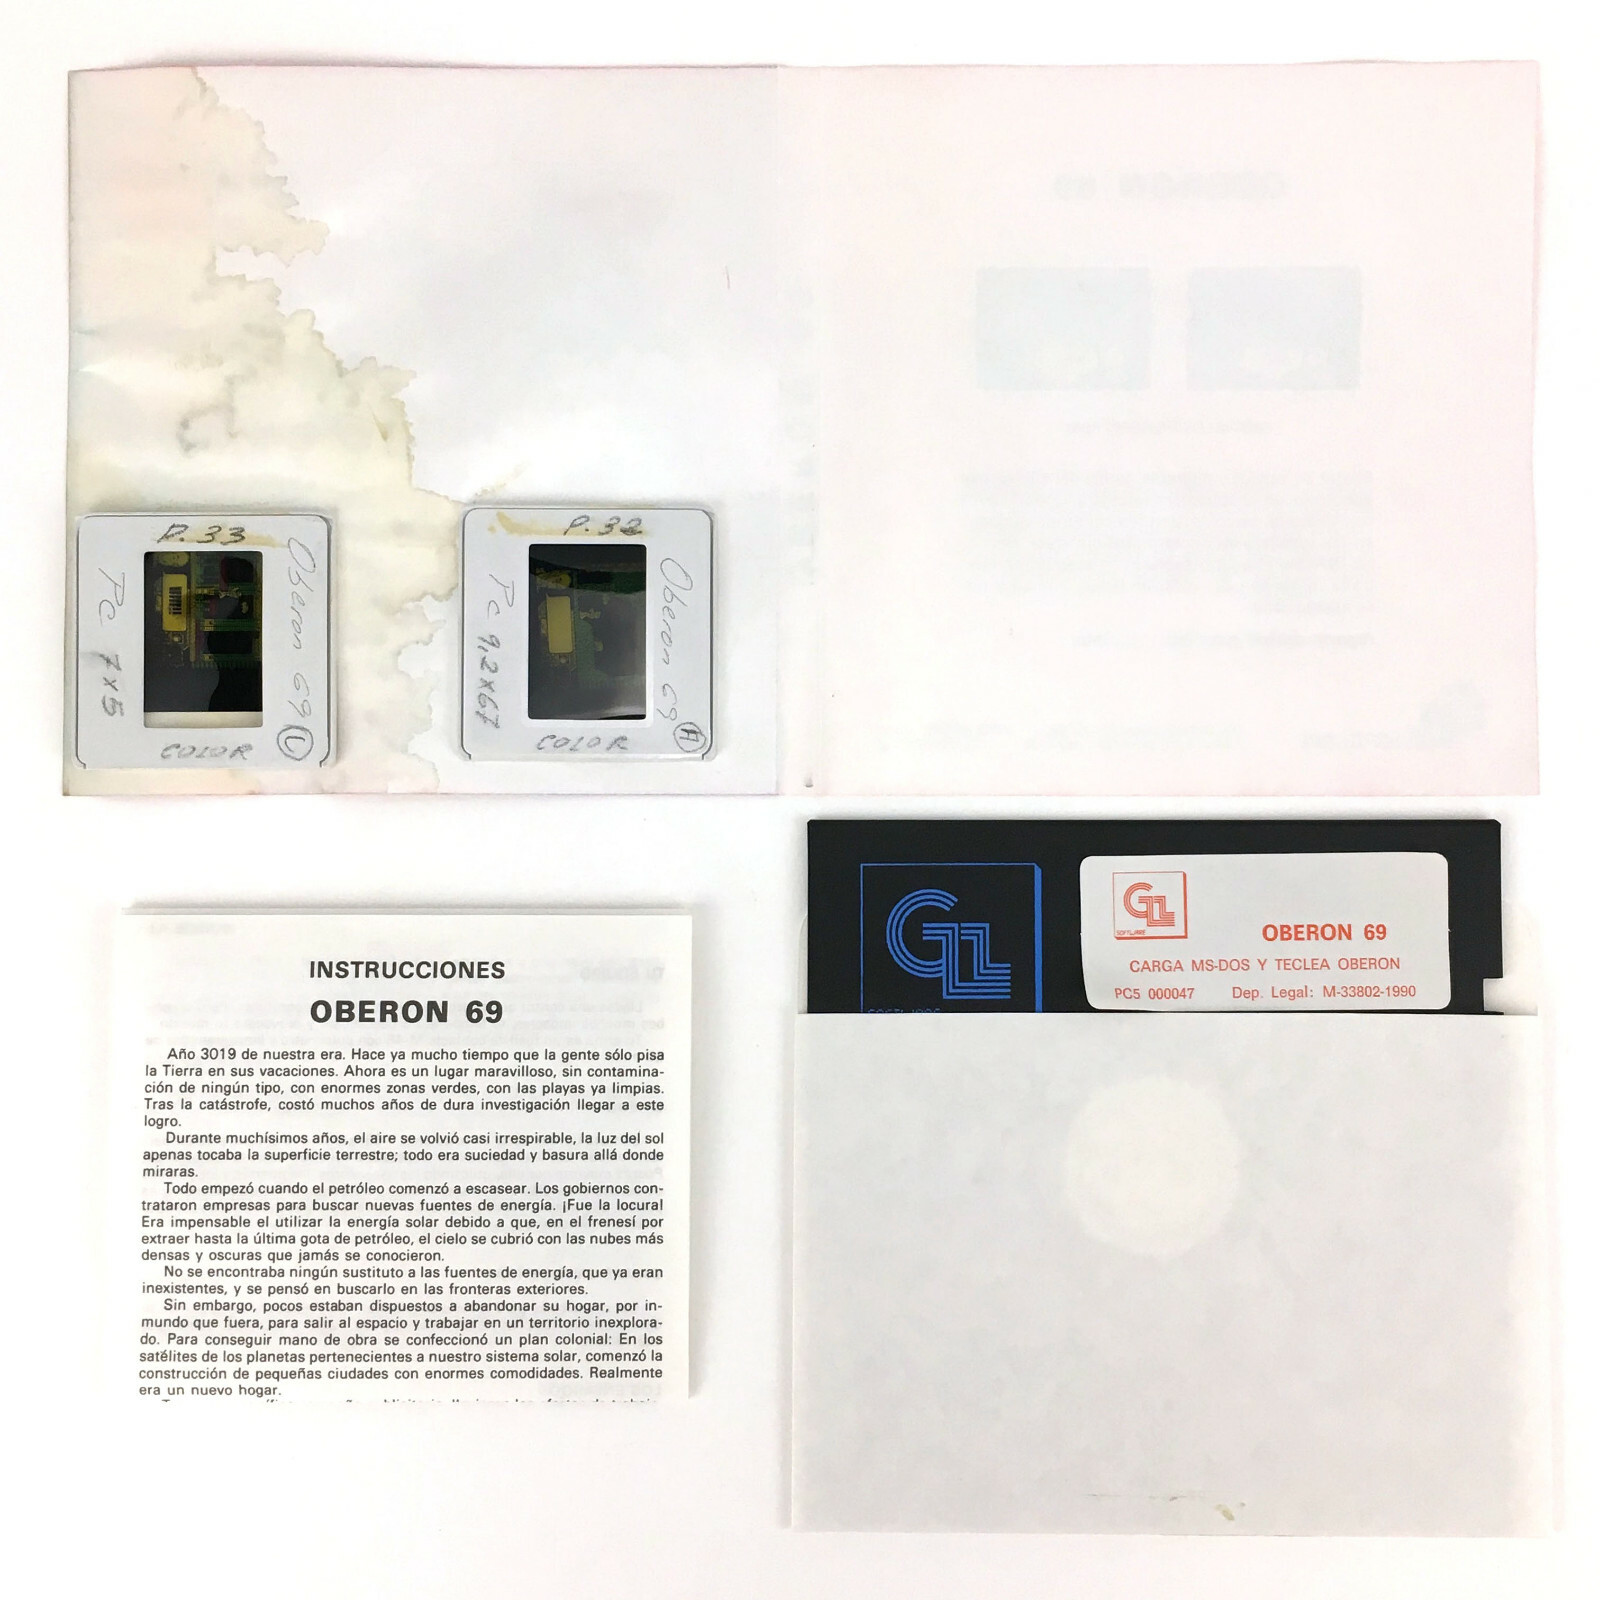 P.33
Oberon 69 L
PC 7x5
COLOR
P.32
Oberon 69 H
PC 9,2x67
COLOR
INSTRUCCIONES
OBERON 69
Año 3019 de nuestra era. Hace ya mucho tiempo que la gente sólo pisa
la Tierra en sus vacaciones. Ahora es un lugar maravilloso, sin contamina-
ción de ningún tipo, con enormes zonas verdes, con las playas ya limpias.
Tras la catástrofe, costó muchos años de dura investigación llegar a este
logro.
Durante muchísimos años, el aire se volvió casi irrespirable, la luz del sol
apenas tocaba la superficie terrestre; todo era suciedad y basura allá donde
miraras.
Todo empezó cuando el petróleo comenzó a escasear. Los gobiernos con-
trataron empresas para buscar nuevas fuentes de energía. ¡Fue la locura!
Era impensable el utilizar la energía solar debido a que, en el frenesí por
extraer hasta la última gota de petróleo, el cielo se cubrió con las nubes más
densas y oscuras que jamás se conocieron.
No se encontraba ningún sustituto a las fuentes de energía, que ya eran
inexistentes, y se pensó en buscarlo en las fronteras exteriores.
Sin embargo, pocos estaban dispuestos a abandonar su hogar, por in-
mundo que fuera, para salir al espacio y trabajar en un territorio inexplora-
do. Para conseguir mano de obra se confeccionó un plan colonial: En los
satélites de los planetas pertenecientes a nuestro sistema solar, comenzó la
construcción de pequeñas ciudades con enormes comodidades. Realmente
era un nuevo hogar.
GLL
SOFTWARE
GLL
SOFTWARE
OBERON 69
CARGA MS-DOS Y TECLEA OBERON
PC5 000047 Dep. Legal: M-33802-1990